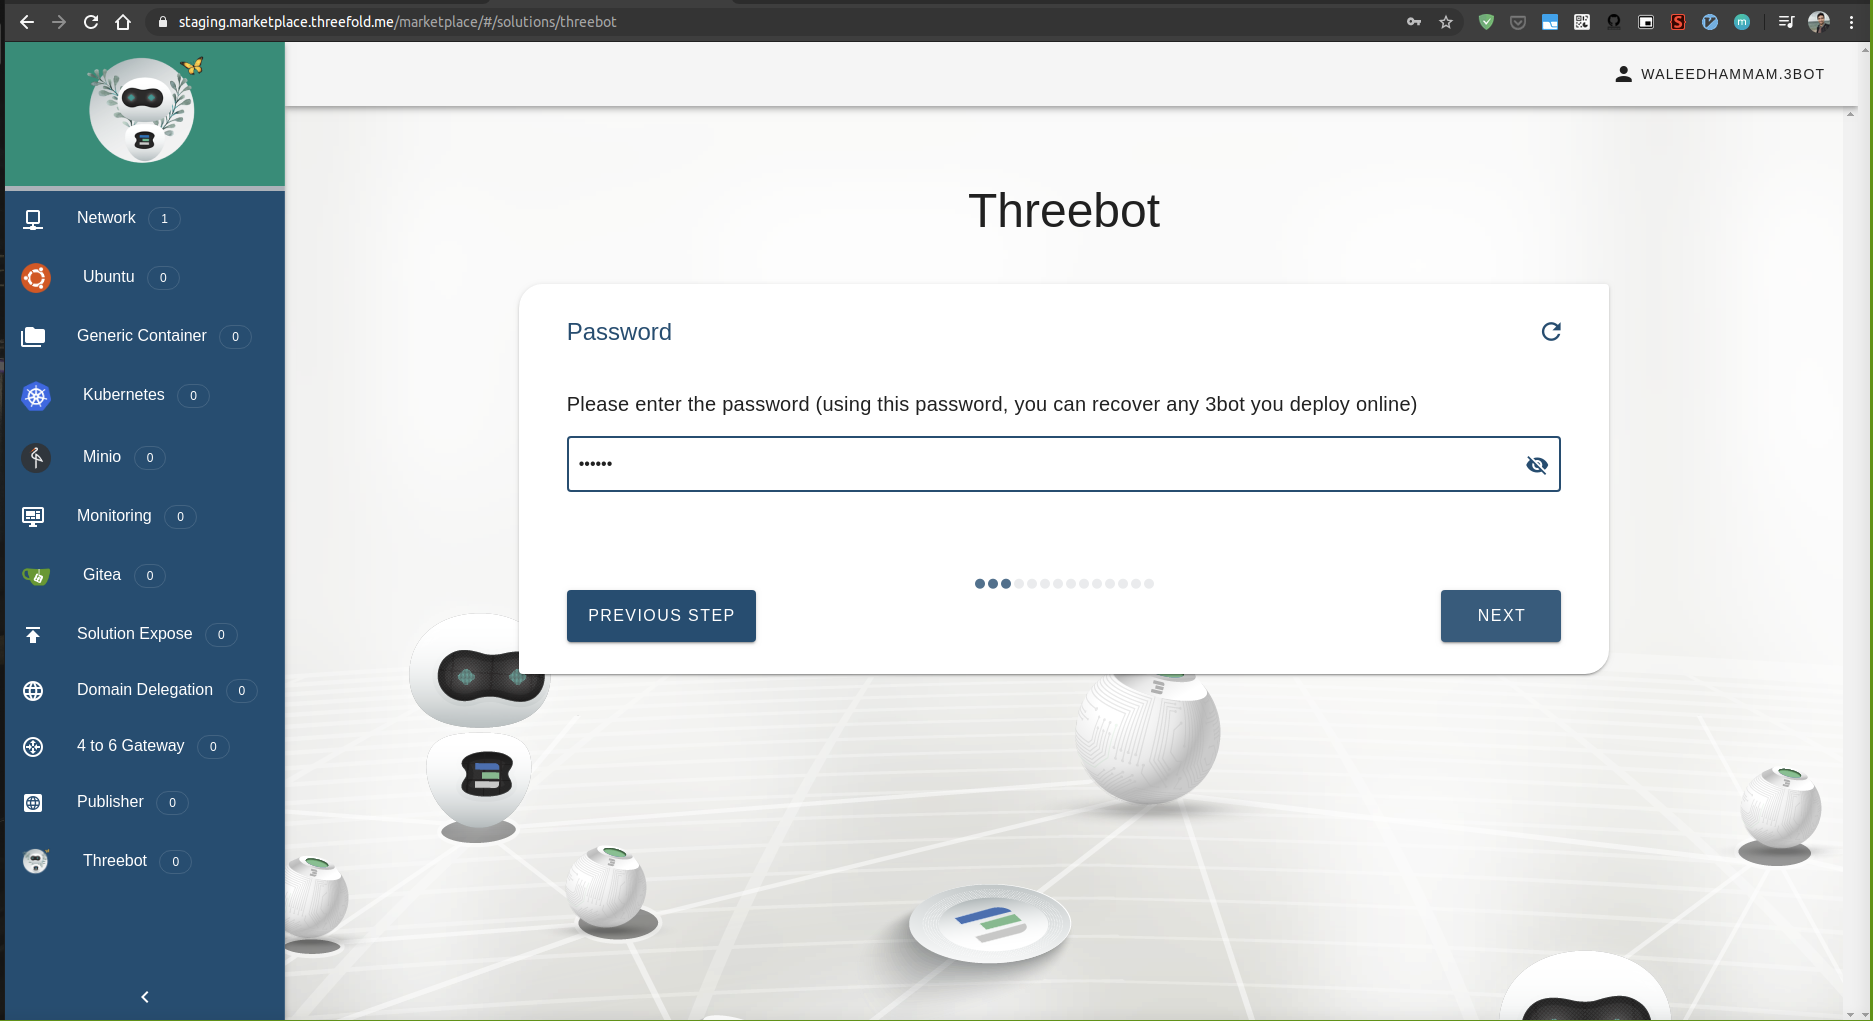 staging.marketplace.threefold.me/marketplace/#/solutions/threebot
WALEEDHAMMAM.3BOT
Network 1
Ubuntu 0
Generic Container 0
Kubernetes 0
Minio 0
Monitoring 0
Gitea 0
Solution Expose 0
Domain Delegation 0
4 to 6 Gateway 0
Publisher 0
Threebot 0
Threebot
Password
Please enter the password (using this password, you can recover any 3bot you deploy online)
••••••
PREVIOUS STEP
NEXT